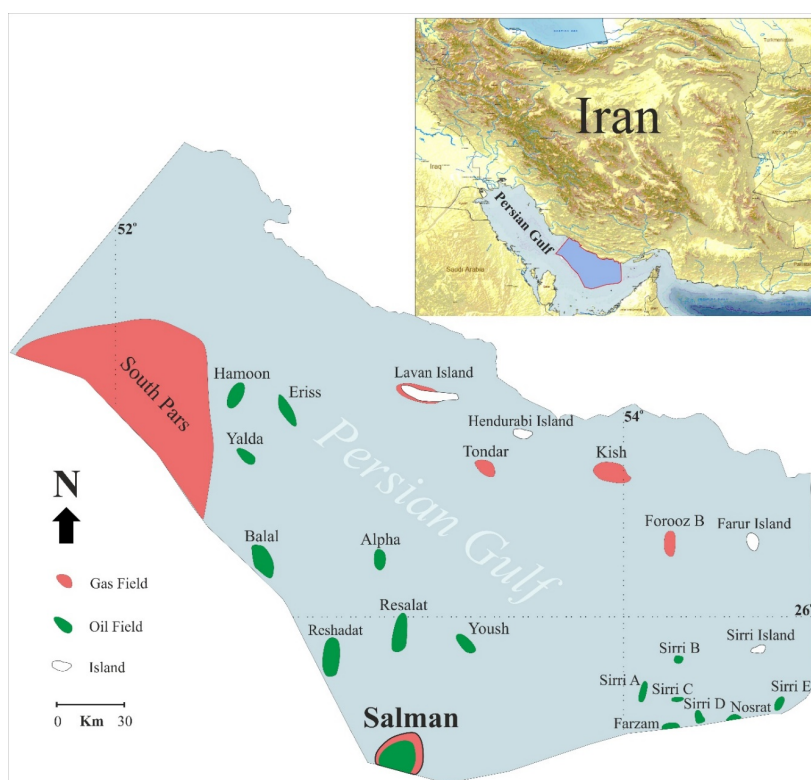 Turkmenistan
Iran
Iraq
Persian Gulf
Saudi Arabia
52°
South Pars
Hamoon
Eriss
Lavan Island
Hendurabi Island
54°
Yalda
Tondar
Kish
Persian Gulf
N
Forooz B
Farur Island
Balal
Alpha
Gas Field
Oil Field
Island
0 Km 30
26°
Resalat
Reshadat
Yoush
Sirri B
Sirri Island
Sirri A
Sirri C
Sirri D
Sirri E
Nosrat
Farzam
Salman